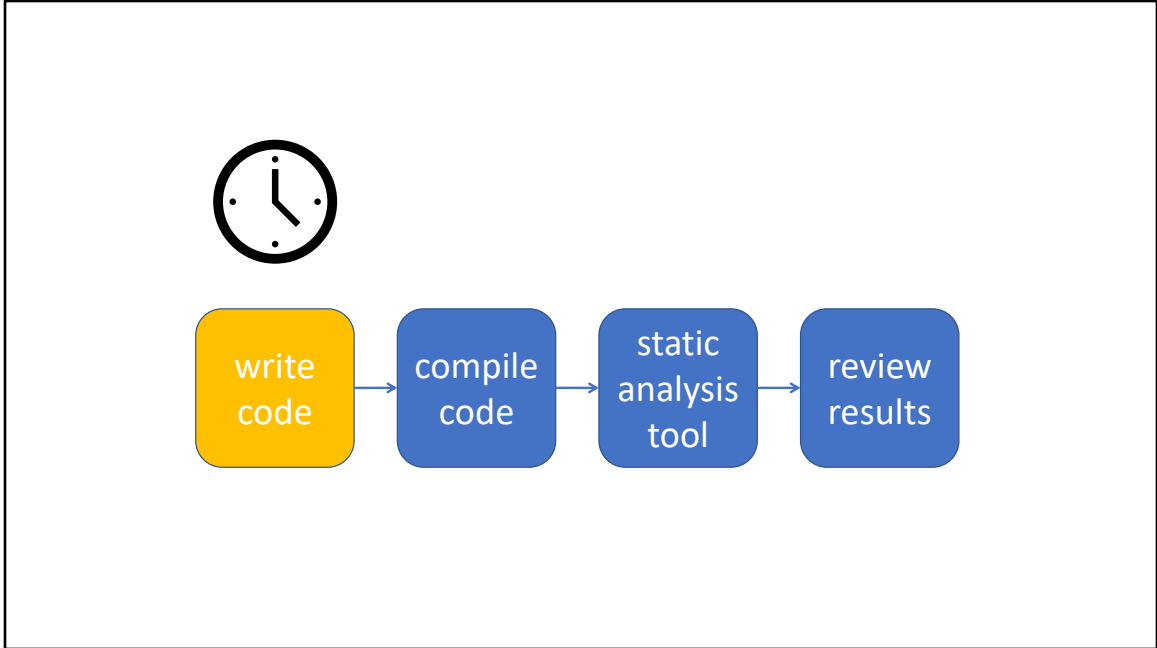 write
code
compile
code
static
analysis
tool
review
results